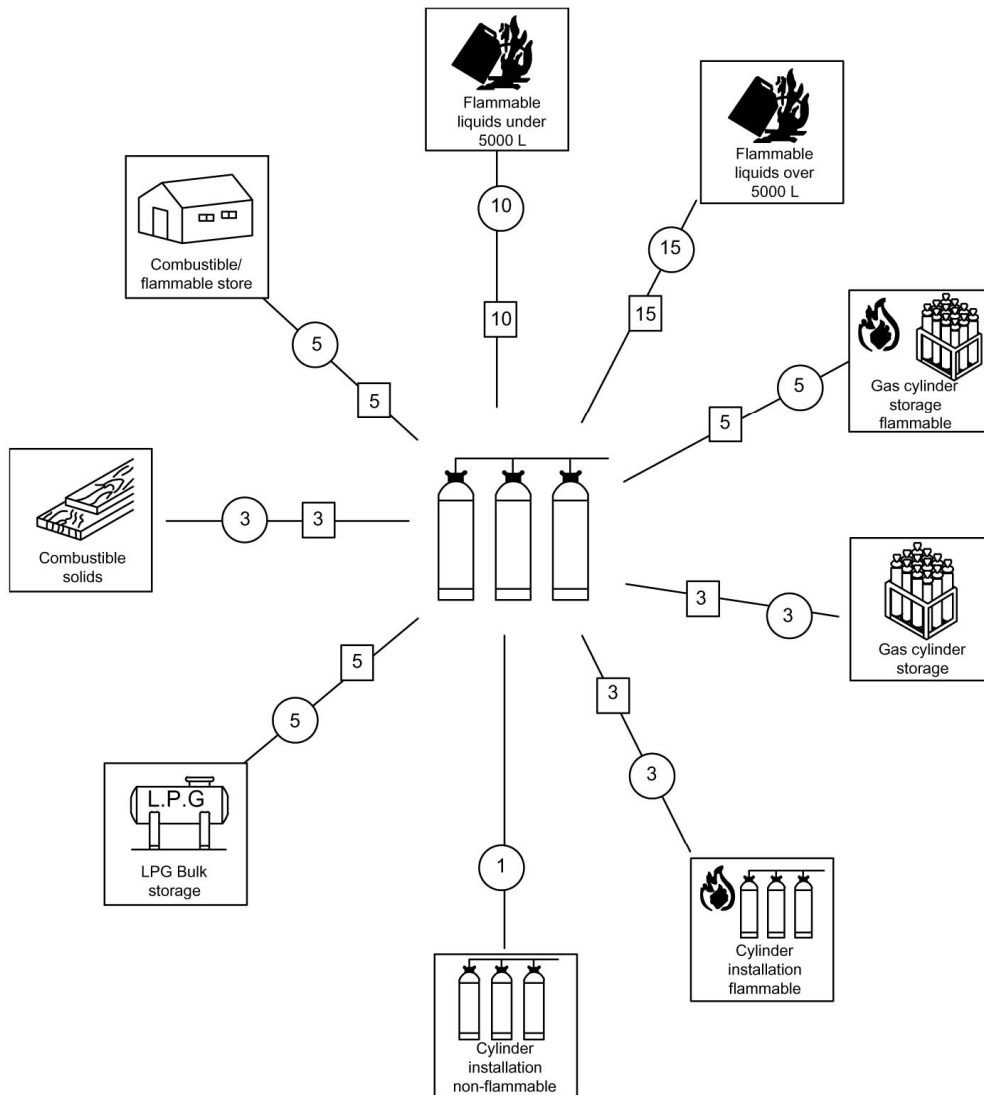 Flammable
liquids under
5000 L
Flammable
liquids over
5000 L
10
15
Combustible/
flammable store
10
15
5
5
5
5
Gas cylinder
storage
flammable
3
3
Combustible
solids
3
3
Gas cylinder
storage
5
5
3
3
L.P.G
LPG Bulk
storage
1
Cylinder
installation
flammable
Cylinder
installation
non-flammable